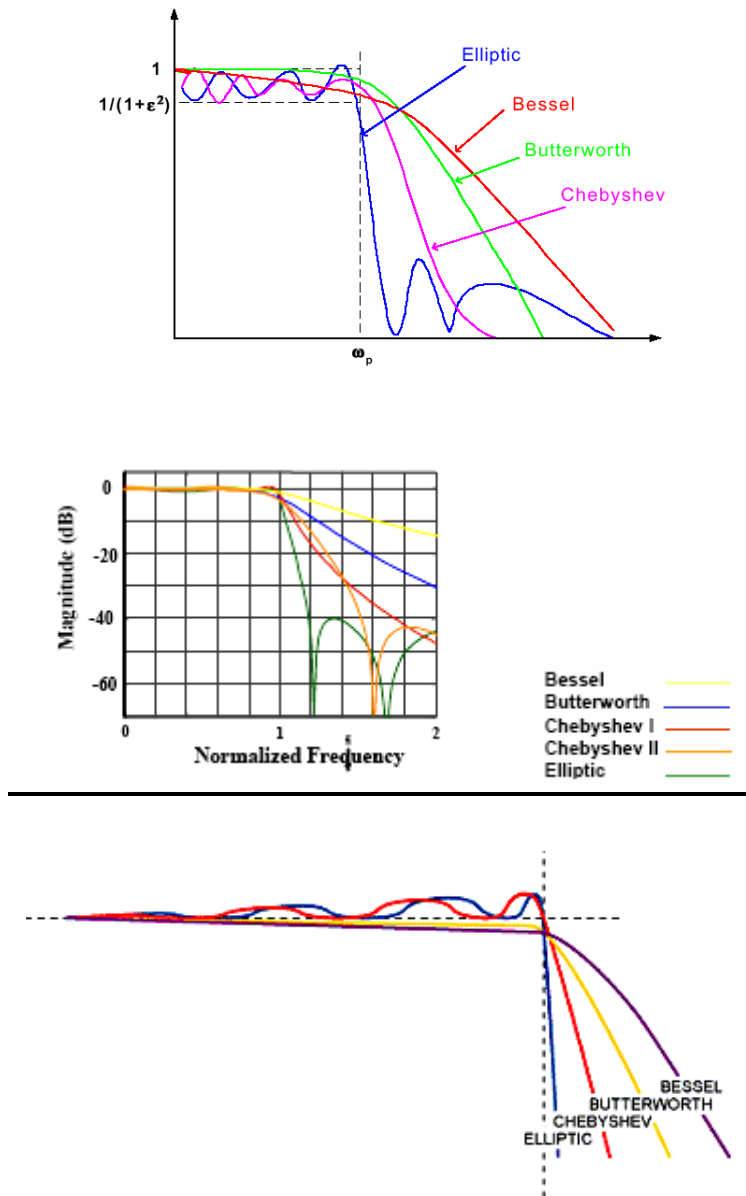 Elliptic
1
1/(1+ε²)
Bessel
Butterworth
Chebyshev
ωp
Magnitude (dB)
0
-20
-40
-60
0
1
2
s
Normalized Frequency
Bessel
Butterworth
Chebyshev I
Chebyshev II
Elliptic
BESSEL
BUTTERWORTH
CHEBYSHEV
ELLIPTIC